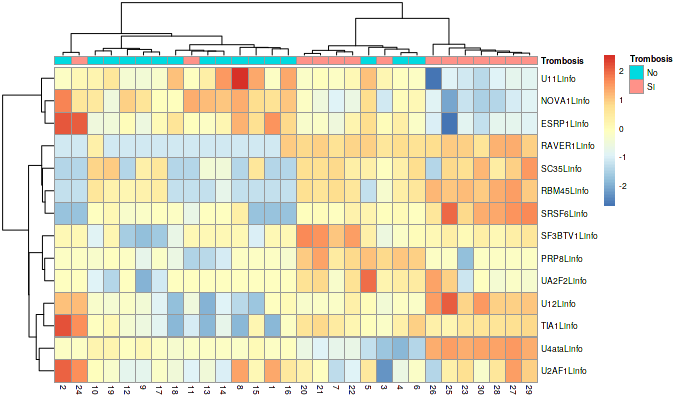 Trombosis
U11Linfo
NOVA1Linfo
ESRP1Linfo
RAVER1Linfo
SC35Linfo
RBM45Linfo
SRSF6Linfo
SF3BTV1Linfo
PRP8Linfo
UA2F2Linfo
U12Linfo
TIA1Linfo
U4ataLinfo
U2AF1Linfo
2 24 10 19 12 9 17 18 11 13 14 8 15 1 16 20 21 7 22 5 3 4 6 26 25 23 30 28 27 29
2
1
0
-1
-2
Trombosis
No
SI